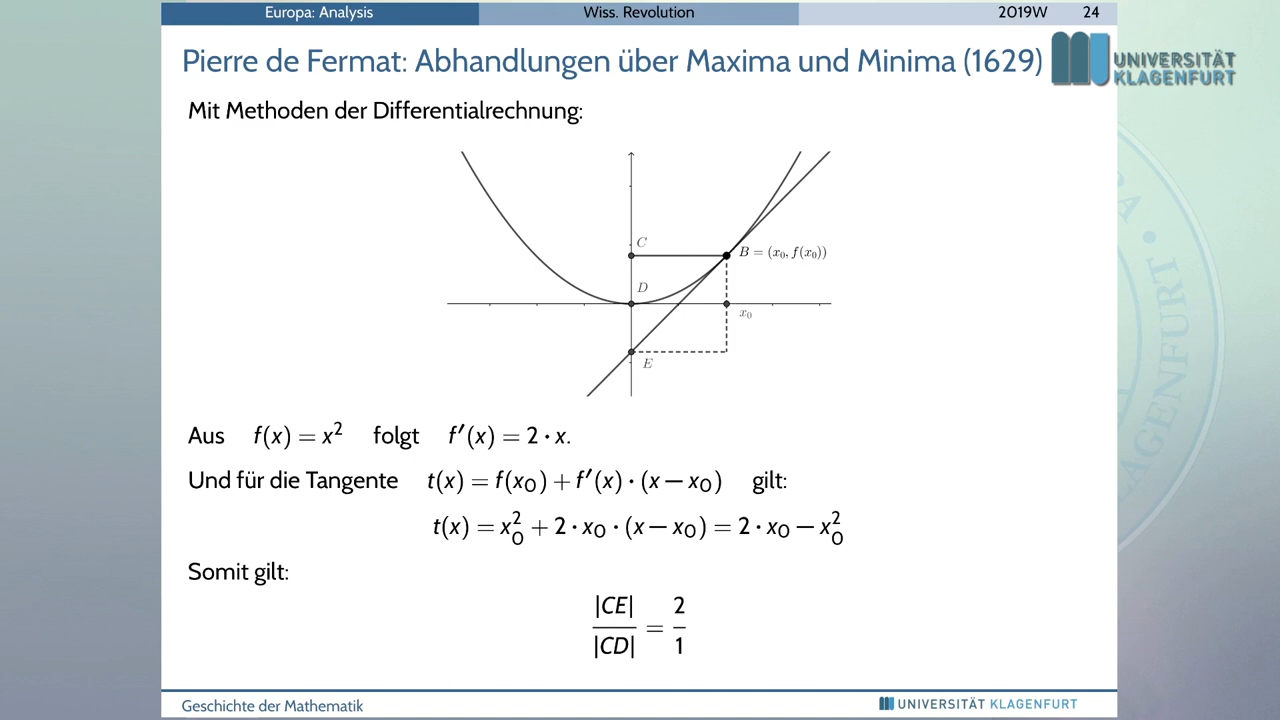 Europa: Analysis Wiss. Revolution 2019W 24
Pierre de Fermat: Abhandlungen über Maxima und Minima (1629)
UNIVERSITÄT
KLAGENFURT
Mit Methoden der Differentialrechnung:
C
B = (x₀, f(x₀))
D
x₀
E
Aus f(x) = x² folgt f′(x) = 2 · x.
Und für die Tangente t(x) = f(x₀) + f′(x) · (x − x₀) gilt:
t(x) = x₀² + 2 · x₀ · (x − x₀) = 2 · x₀ − x₀²
Somit gilt:
|CE| / |CD| = 2 / 1
Geschichte der Mathematik UNIVERSITÄT KLAGENFURT